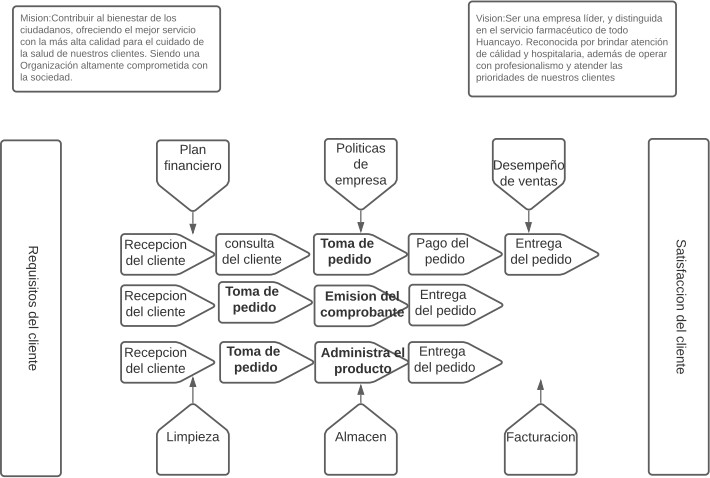 Mision:Contribuir al bienestar de los
ciudadanos, ofreciendo el mejor servicio
con la más alta calidad para el cuidado de
la salud de nuestros clientes. Siendo una
Organización altamente comprometida con
la sociedad.
Vision:Ser una empresa líder, y distinguida
en el servicio farmacéutico de todo
Huancayo. Reconocida por brindar atención
de cálidad y hospitalaria, además de operar
con profesionalismo y atender las
prioridades de nuestros clientes
Requisitos del cliente
Plan
financiero
Politicas
de
empresa
Desempeño
de ventas
Recepcion
del cliente
consulta
del cliente
Toma de
pedido
Pago del
pedido
Entrega
del pedido
Recepcion
del cliente
Toma de
pedido
Emision del
comprobante
Entrega
del pedido
Recepcion
del cliente
Toma de
pedido
Administra el
producto
Entrega
del pedido
Limpieza
Almacen
Facturacion
Satisfaccion del cliente